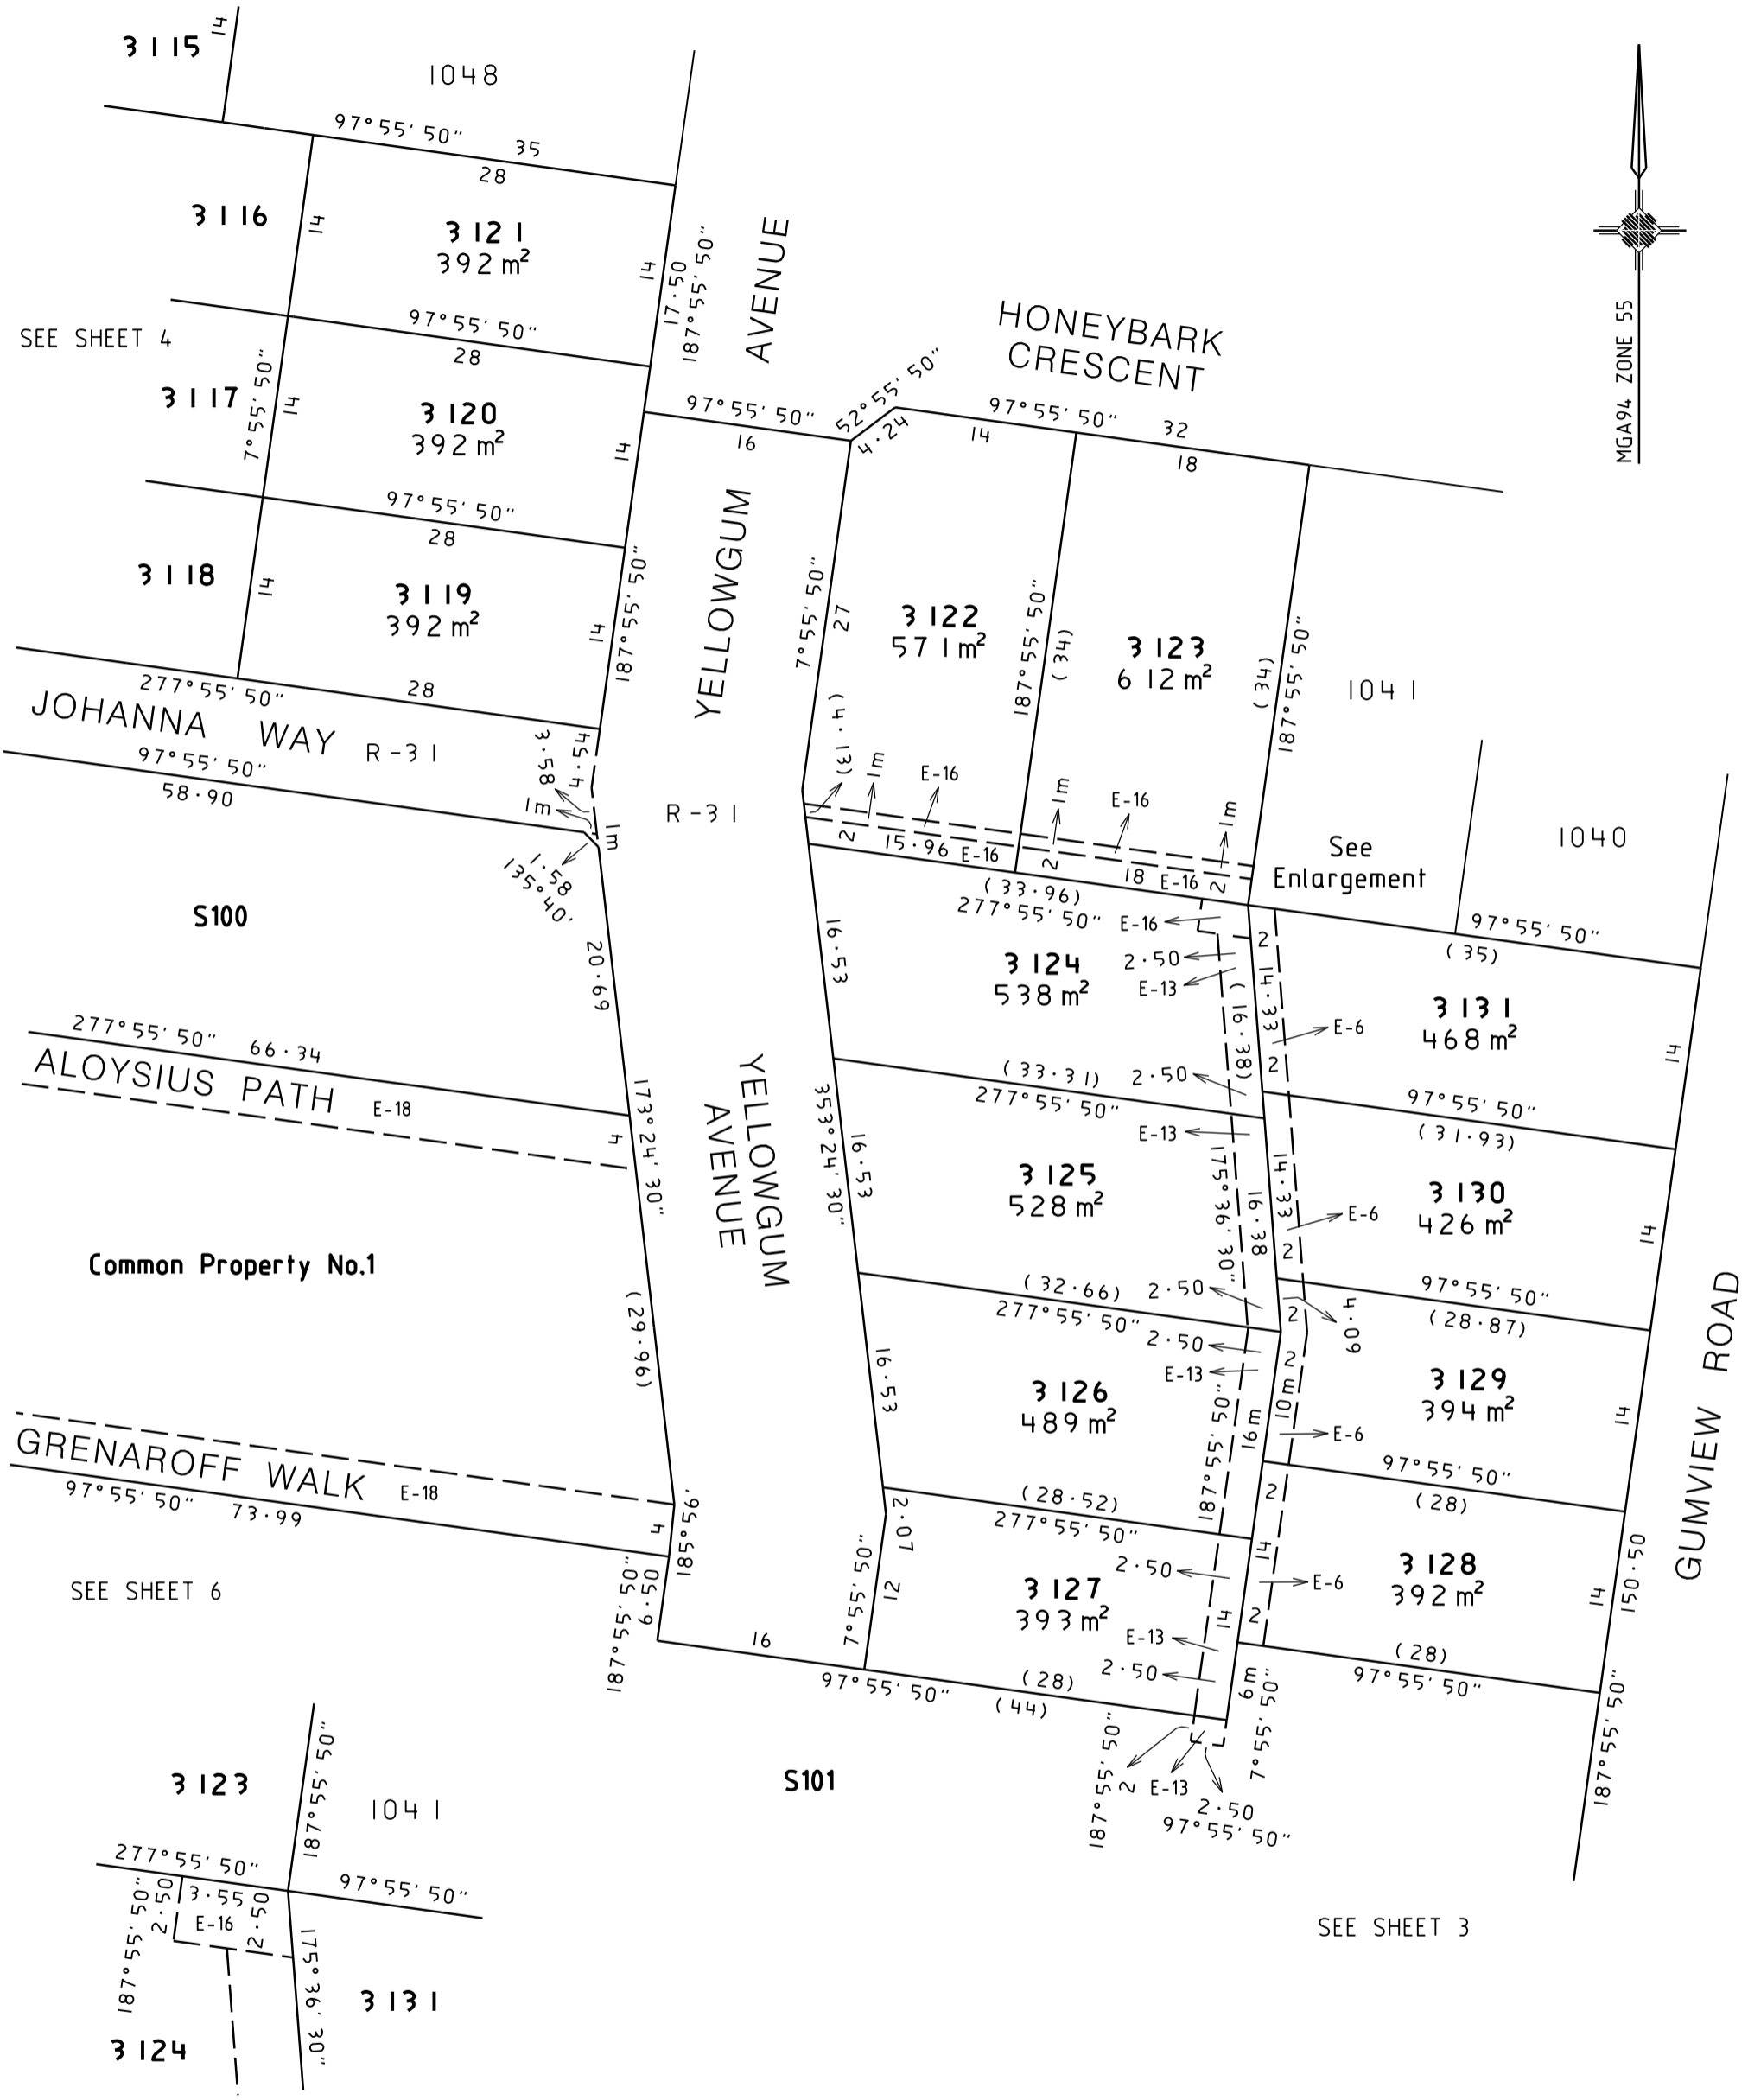 3115
14
1048
97°55'50"
35
28
3116
14
3121
392 m²
14
17·50
187°55'50"
AVENUE
SEE SHEET 4
97°55'50"
28
HONEYBARK
CRESCENT
MGA94 ZONE 55
3117
7°55'50"
14
3120
392 m²
14
97°55'50"
16
52°55'50"
4·24
97°55'50"
32
14
18
97°55'50"
28
3118
14
3119
392 m²
14
187°55'50"
YELLOWGUM
7°55'50"
27
3122
571 m²
187°55'50"
(34)
3123
612 m²
(34)
187°55'50"
1041
277°55'50"
28
JOHANNA WAY R-31
97°55'50"
58·90
3·58
4·54
1m
1m
1·58
135°40'
R-31
(4·13)
1m
E-16
1m
E-16
1m
2
15·96
E-16
2
18
E-16
2
See
Enlargement
1040
(33·96)
277°55'50"
E-16
97°55'50"
(35)
S100
20·69
16·53
3124
538 m²
2·50
E-13
(16·38)
2
14·33
E-6
2
3131
468 m²
14
277°55'50"
66·34
ALOYSIUS PATH E-18
4
173°24'30"
YELLOWGUM
AVENUE
353°24'30"
(33·31)
277°55'50"
2·50
97°55'50"
(31·93)
E-13
16·53
3125
528 m²
175°36'30"
16·38
14·33
E-6
2
3130
426 m²
14
Common Property No.1
(29·96)
(32·66)
277°55'50"
2·50
97°55'50"
(28·87)
2
4·09
2·50
E-13
16·53
3126
489 m²
187°55'50"
16m
2
10m
E-6
3129
394 m²
14
GUMVIEW ROAD
GRENAROFF WALK E-18
97°55'50"
73·99
4
185°59'
2·07
(28·52)
277°55'50"
97°55'50"
(28)
2
SEE SHEET 6
187°55'50"
6·50
7°55'50"
12
3127
393 m²
2·50
E-13
2·50
14
14
E-6
2
3128
392 m²
14
150·50
16
97°55'50"
(28)
(44)
6m
7°55'50"
(28)
97°55'50"
187°55'50"
S101
187°55'50"
2
E-13
2·50
97°55'50"
3123
187°55'50"
1041
277°55'50"
97°55'50"
187°55'50"
2·50
3·55
E-16
2·50
175°36'30"
3131
3124
SEE SHEET 3